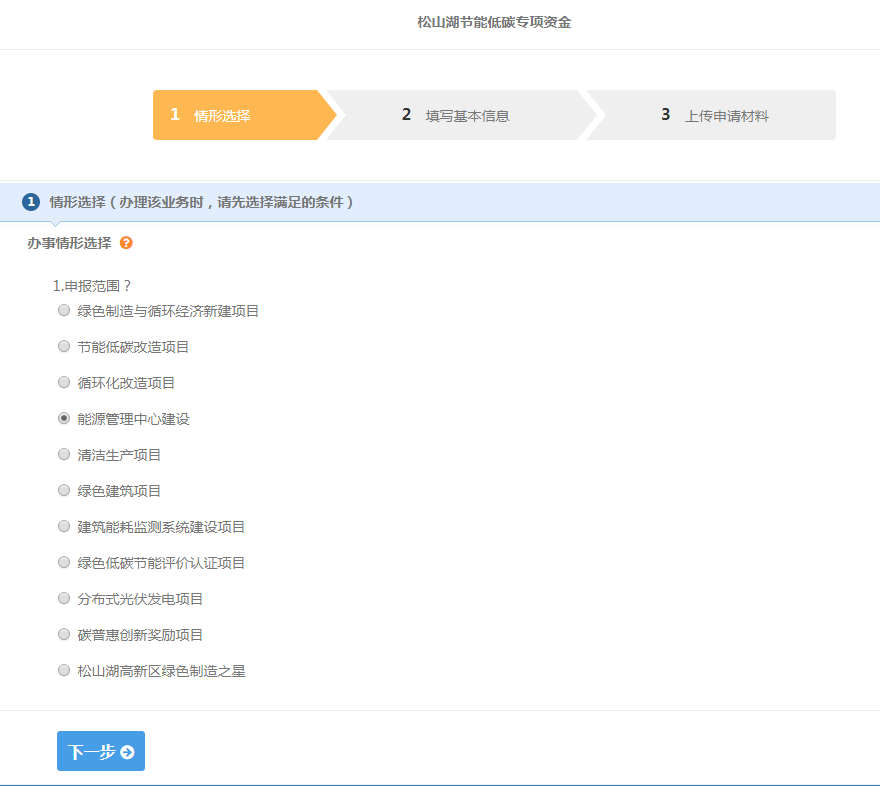 松山湖节能低碳专项资金
1 情形选择 2 填写基本信息 3 上传申请材料
1 情形选择（办理该业务时，请先选择满足的条件）
办事情形选择 ?
1.申报范围？
绿色制造与循环经济新建项目
节能低碳改造项目
循环化改造项目
能源管理中心建设
清洁生产项目
绿色建筑项目
建筑能耗监测系统建设项目
绿色低碳节能评价认证项目
分布式光伏发电项目
碳普惠创新奖励项目
松山湖高新区绿色制造之星
下一步